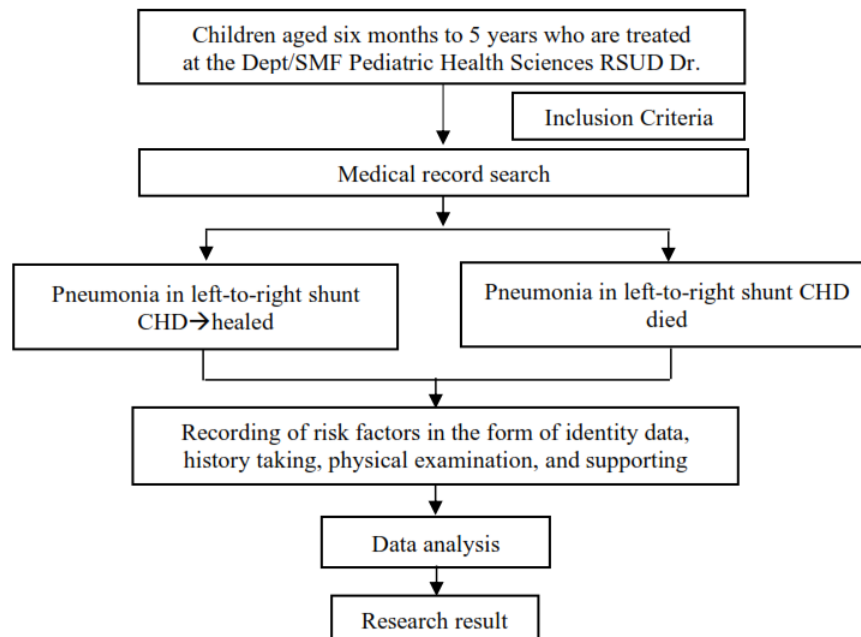 Children aged six months to 5 years who are treated
at the Dept/SMF Pediatric Health Sciences RSUD Dr.
Inclusion Criteria
Medical record search
Pneumonia in left-to-right shunt
CHD→healed
Pneumonia in left-to-right shunt CHD
died
Recording of risk factors in the form of identity data,
history taking, physical examination, and supporting
Data analysis
Research result